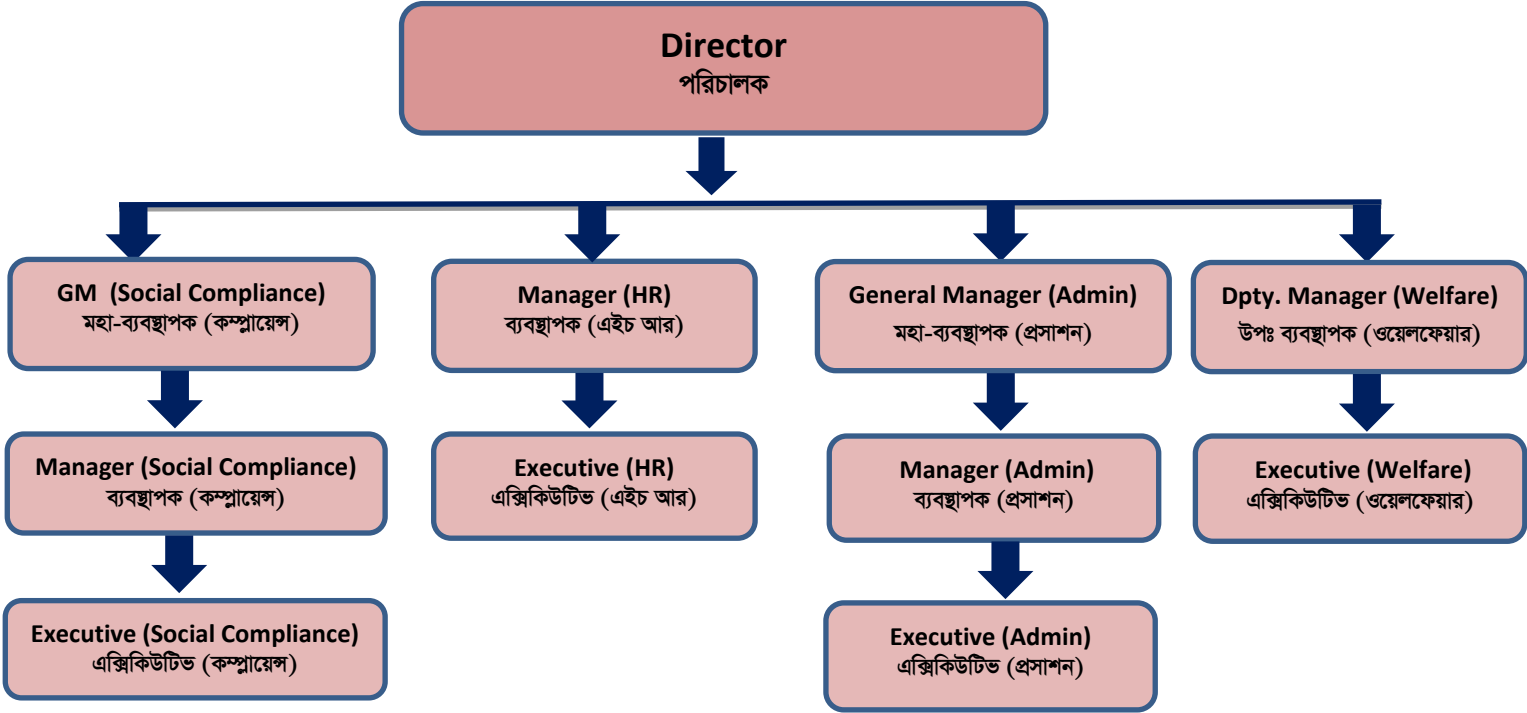 Director
পরিচালক
GM (Social Compliance)
মহা-ব্যবস্থাপক (কম্প্লায়েন্স)
Manager (HR)
ব্যবস্থাপক (এইচ আর)
General Manager (Admin)
মহা-ব্যবস্থাপক (প্রসাশন)
Dpty. Manager (Welfare)
উপঃ ব্যবস্থাপক (ওয়েলফেয়ার)
Manager (Social Compliance)
ব্যবস্থাপক (কম্প্লায়েন্স)
Executive (HR)
এক্সিকিউটিভ (এইচ আর)
Manager (Admin)
ব্যবস্থাপক (প্রসাশন)
Executive (Welfare)
এক্সিকিউটিভ (ওয়েলফেয়ার)
Executive (Social Compliance)
এক্সিকিউটিভ (কম্প্লায়েন্স)
Executive (Admin)
এক্সিকিউটিভ (প্রসাশন)